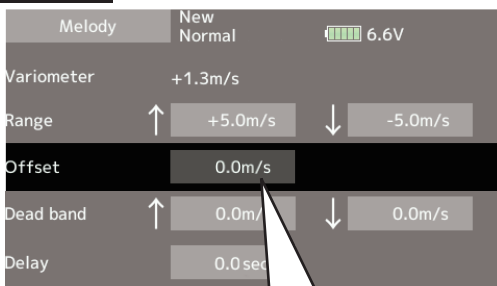 Melody New Normal 6.6V
Variometer +1.3m/s
Range ↑ +5.0m/s ↓ -5.0m/s
Offset 0.0m/s
Dead band ↑ 0.0m/ ↓ 0.0m/s
Delay 0.0 sec